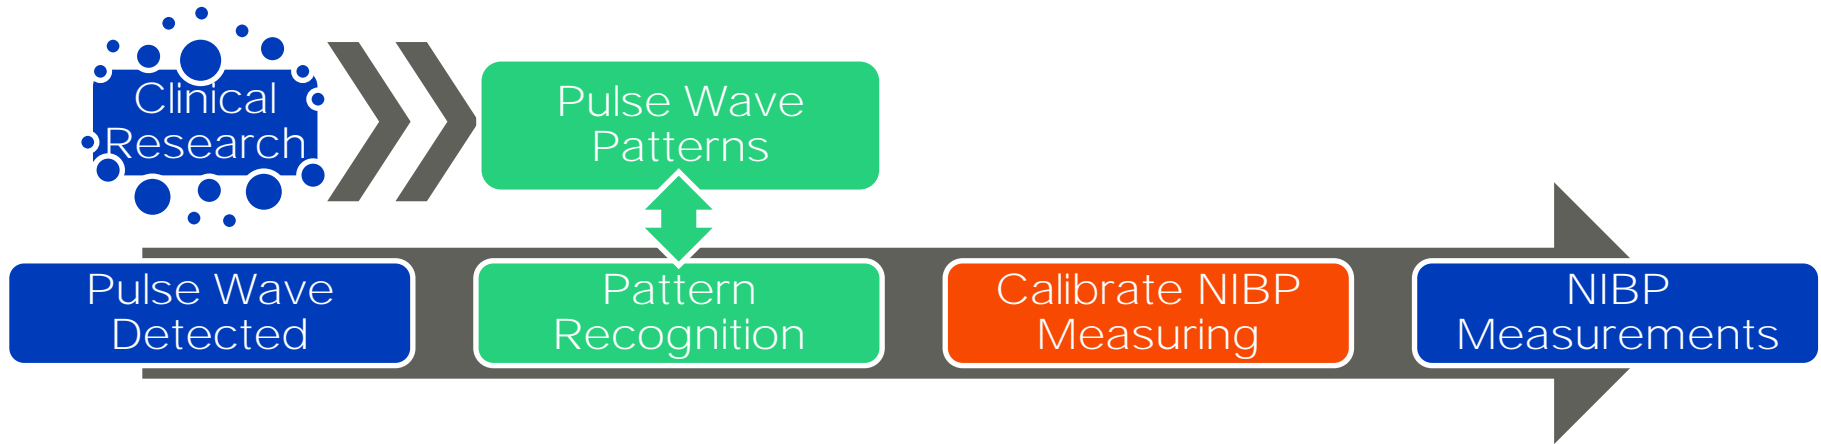 Clinical
Research
Pulse Wave
Patterns
Pulse Wave
Detected
Pattern
Recognition
Calibrate NIBP
Measuring
NIBP
Measurements